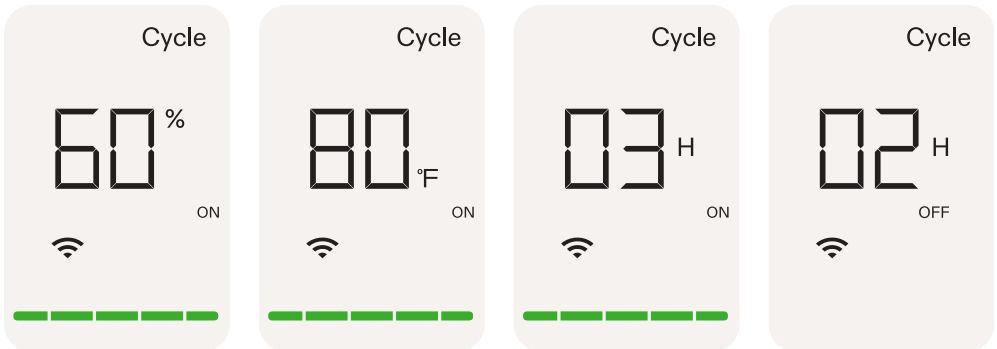 Cycle
60%
ON
Cycle
80°F
ON
Cycle
03 H
ON
Cycle
02 H
OFF